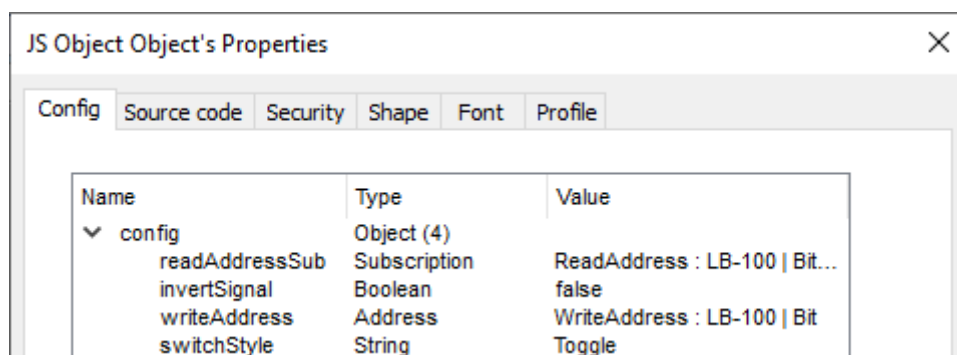 JS Object Object's Properties
Config Source code Security Shape Font Profile
Name Type Value
config Object (4)
readAddressSub Subscription ReadAddress : LB-100 | Bit...
invertSignal Boolean false
writeAddress Address WriteAddress : LB-100 | Bit
switchStyle String Toggle